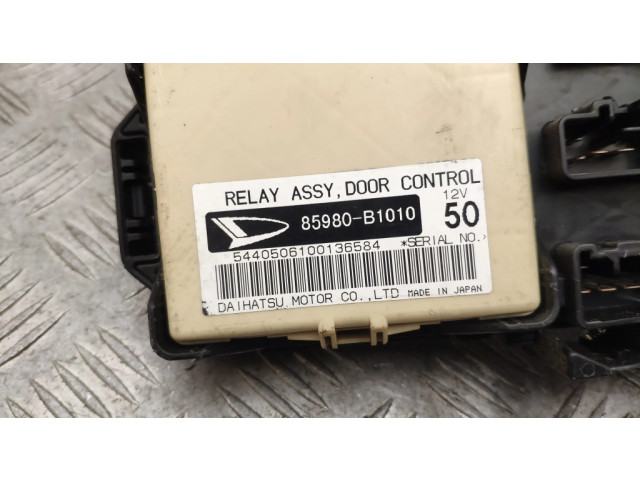 RELAY ASSY, DOOR CONTROL
12V
85980-B1010 50
5440506100136584 *SERIAL NO.*
DAIHATSU MOTOR CO.,LTD MADE IN JAPAN